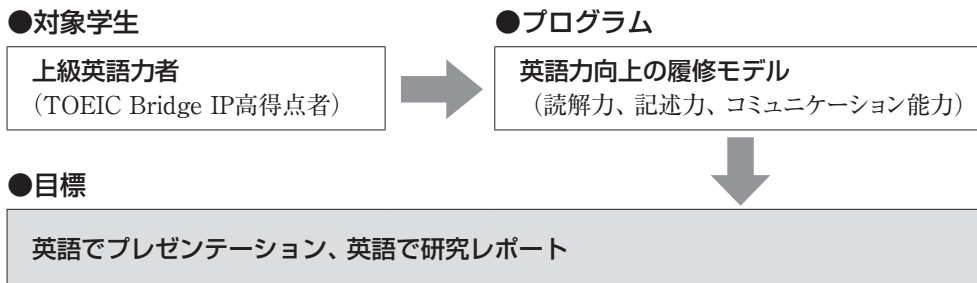 ●対象学生
上級英語力者
（TOEIC Bridge IP高得点者）
●プログラム
英語力向上の履修モデル
（読解力、記述力、コミュニケーション能力）
●目標
英語でプレゼンテーション、英語で研究レポート